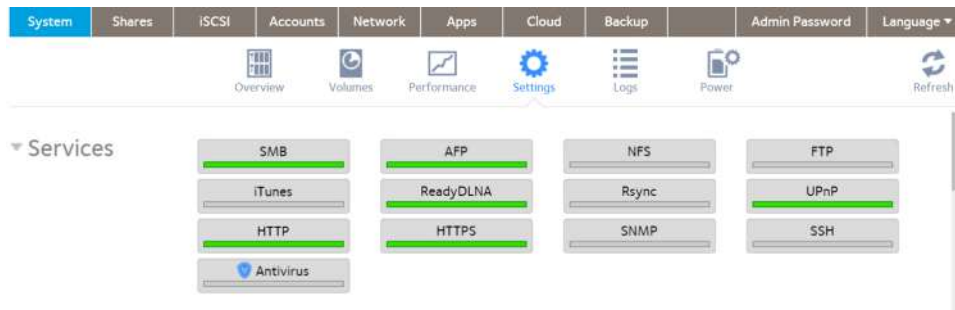 System Shares iSCSI Accounts Network Apps Cloud Backup Admin Password Language
Overview Volumes Performance Settings Logs Power Refresh
Services
SMB AFP NFS FTP
iTunes ReadyDLNA Rsync UPnP
HTTP HTTPS SNMP SSH
Antivirus